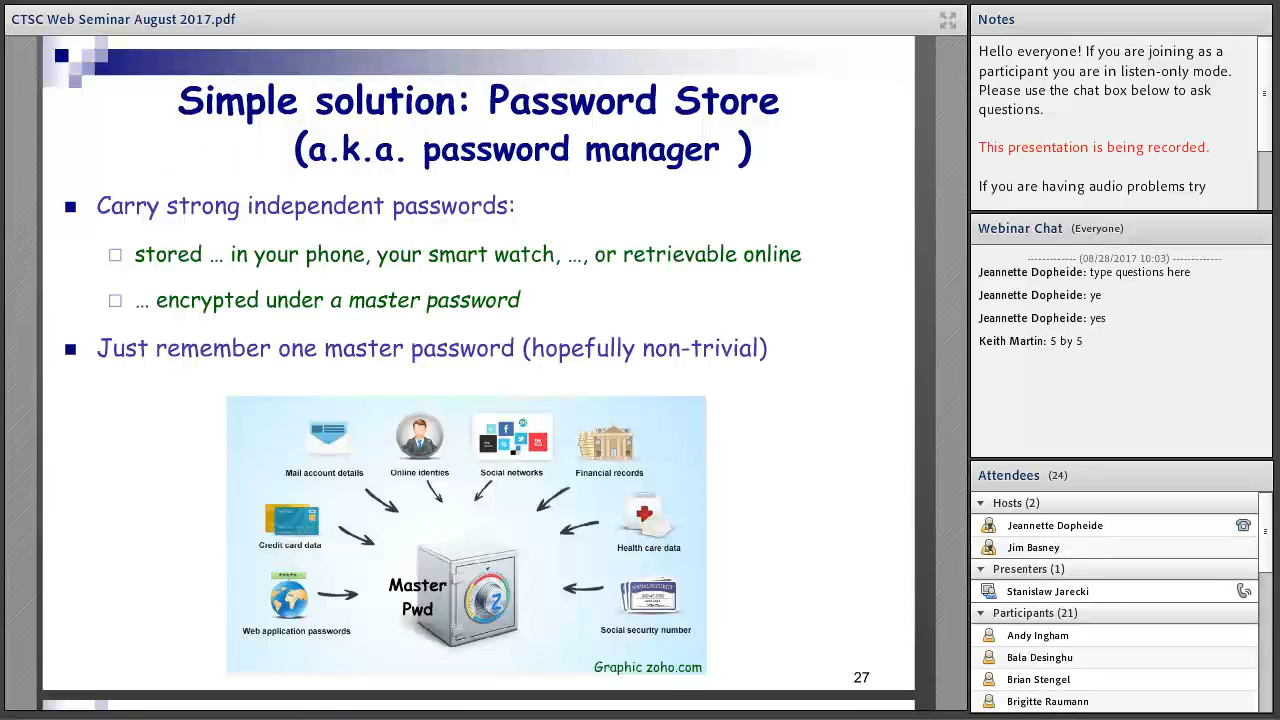 CTSC Web Seminar August 2017.pdf
Simple solution: Password Store
(a.k.a. password manager )
Carry strong independent passwords:
stored … in your phone, your smart watch, …, or retrievable online
… encrypted under a master password
Just remember one master password (hopefully non-trivial)
Mail account details
Online identies
Social networks
Financial records
Credit card data
Health care data
Master
Pwd
SOCIAL SECURITY
Web application passwords
Social security number
Graphic zoho.com
27
Notes
Hello everyone! If you are joining as a
participant you are in listen-only mode.
Please use the chat box below to ask
questions.
This presentation is being recorded.
If you are having audio problems try
Webinar Chat (Everyone)
------------- (08/28/2017 10:03) -------------
Jeannette Dopheide: type questions here
Jeannette Dopheide: ye
Jeannette Dopheide: yes
Keith Martin: 5 by 5
Attendees (24)
Hosts (2)
Jeannette Dopheide
Jim Basney
Presenters (1)
Stanislaw Jarecki
Participants (21)
Andy Ingham
Bala Desinghu
Brian Stengel
Brigitte Raumann